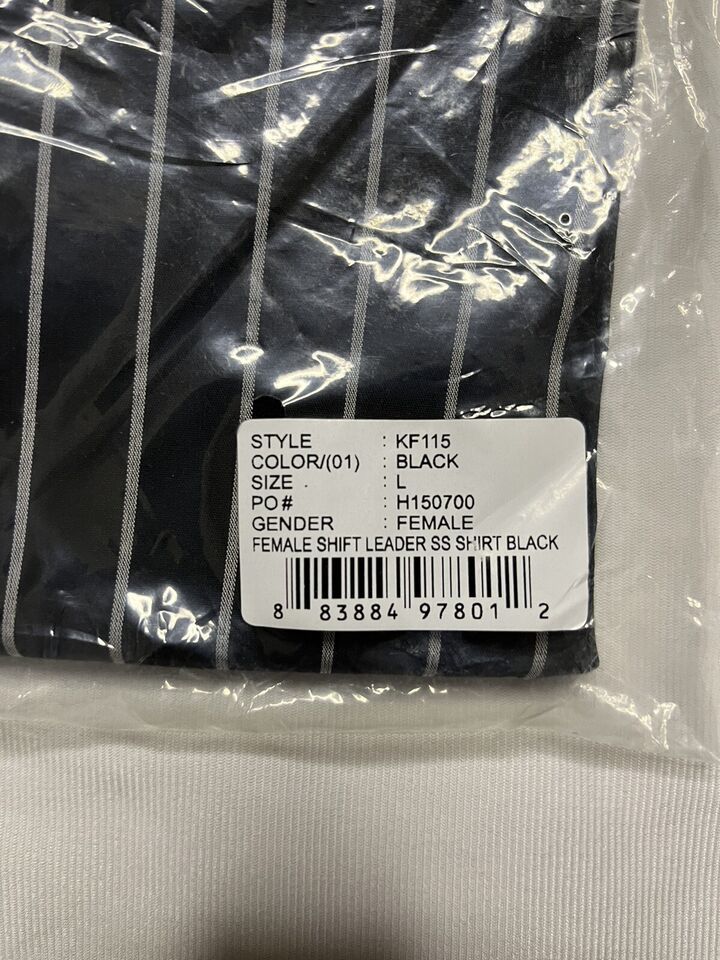 STYLE : KF115
COLOR/(01) : BLACK
SIZE : L
PO# : H150700
GENDER : FEMALE
FEMALE SHIFT LEADER SS SHIRT BLACK
8 83884 97801 2